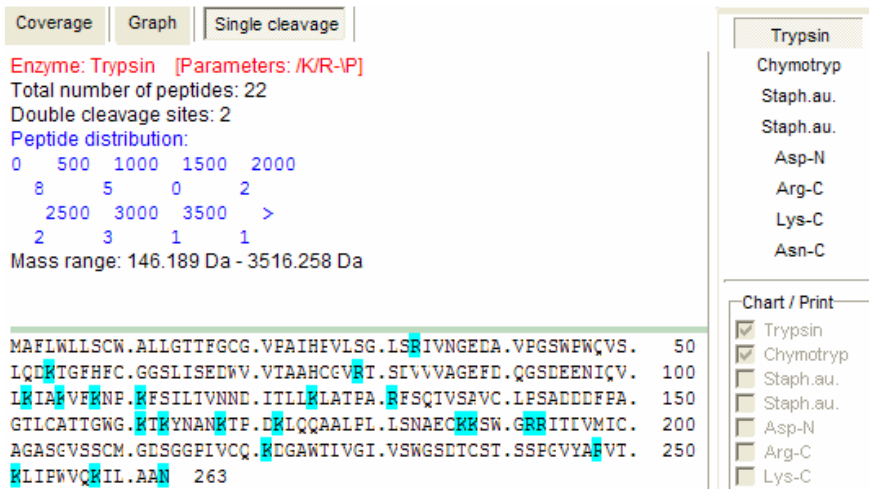 Coverage Graph Single cleavage
Enzyme: Trypsin [Parameters: /K/R-\P]
Total number of peptides: 22
Double cleavage sites: 2
Peptide distribution:
0 500 1000 1500 2000
8 5 0 2
2500 3000 3500 >
2 3 1 1
Mass range: 146.189 Da - 3516.258 Da
MAFLWLLSCW.ALLGTTFGCG.VPAIHPVLSG.LSRIVNGEDA.VPGSWPWQVS. 50
LQDKTGFHFC.GGSLISEDWV.VTAAHCGVRT.SDVVVAGEFD.QGSDEENIQV. 100
LKIAKVFKNP.KFSILTVNND.ITLLKLATPA.RFSQTVSAVC.LPSADDDFPA. 150
GTLCATTGWG.KTKYNANKTP.DKLQQAALPL.LSNAECKKSW.GRRITDVMIC. 200
AGASGVSSCM.GDSGGPLVCQ.KDGAWTLVGI.VSWGSDTCST.SSPGVYARVT. 250
KLIPWVQKIL.AAN 263
Trypsin
Chymotryp
Staph.au.
Staph.au.
Asp-N
Arg-C
Lys-C
Asn-C
Chart / Print
Trypsin
Chymotryp
Staph.au.
Staph.au.
Asp-N
Arg-C
Lys-C